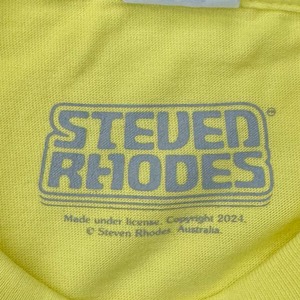 STEVEN
RHODES
Made under license. Copyright 2024.
© Steven Rhodes. Australia.